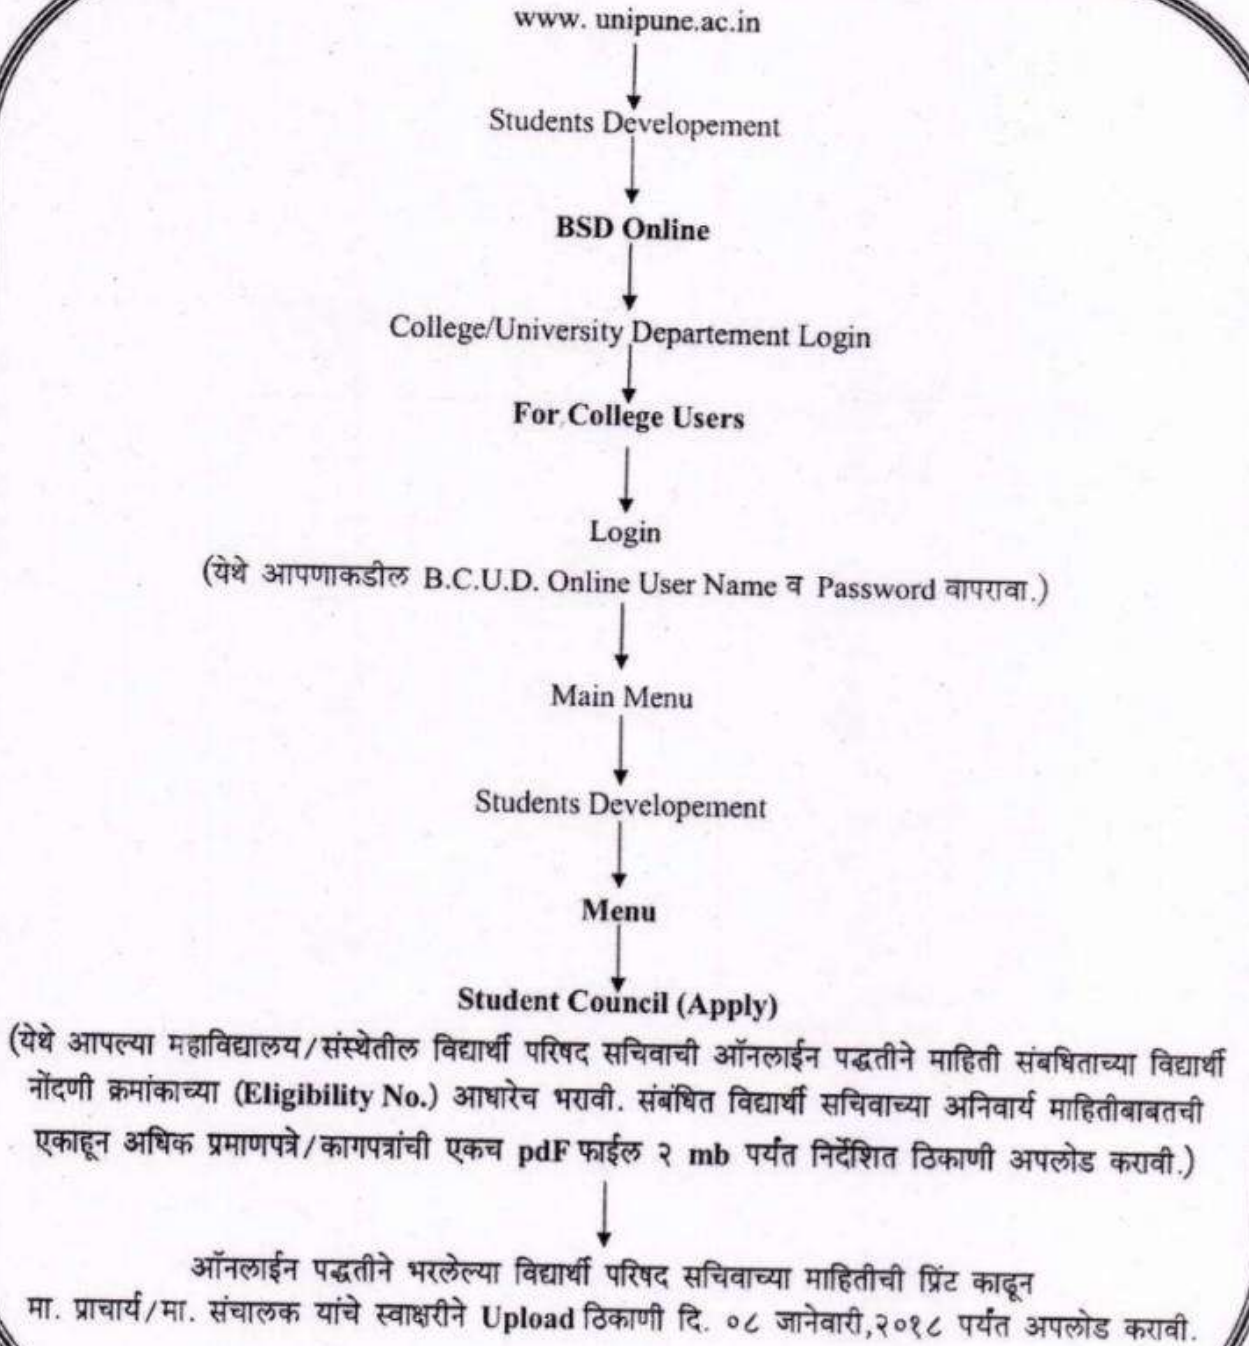 www. unipune.ac.in
Students Developement
BSD Online
College/University Departement Login
For College Users
Login
(येथे आपणाकडील B.C.U.D. Online User Name व Password वापरावा.)
Main Menu
Students Developement
Menu
Student Council (Apply)
(येथे आपल्या महाविद्यालय/संस्थेतील विद्यार्थी परिषद सचिवाची ऑनलाईन पद्धतीने माहिती संबधिताच्या विद्यार्थी
नोंदणी क्रमांकाच्या (Eligibility No.) आधारेच भरावी. संबंधित विद्यार्थी सचिवाच्या अनिवार्य माहितीबाबतची
एकाहून अधिक प्रमाणपत्रे/कागपत्रांची एकच pdF फाईल २ mb पर्यंत निर्देशित ठिकाणी अपलोड करावी.)
ऑनलाईन पद्धतीने भरलेल्या विद्यार्थी परिषद सचिवाच्या माहितीची प्रिंट काढून
मा. प्राचार्य/मा. संचालक यांचे स्वाक्षरीने Upload ठिकाणी दि. ०८ जानेवारी,२०१८ पर्यंत अपलोड करावी.